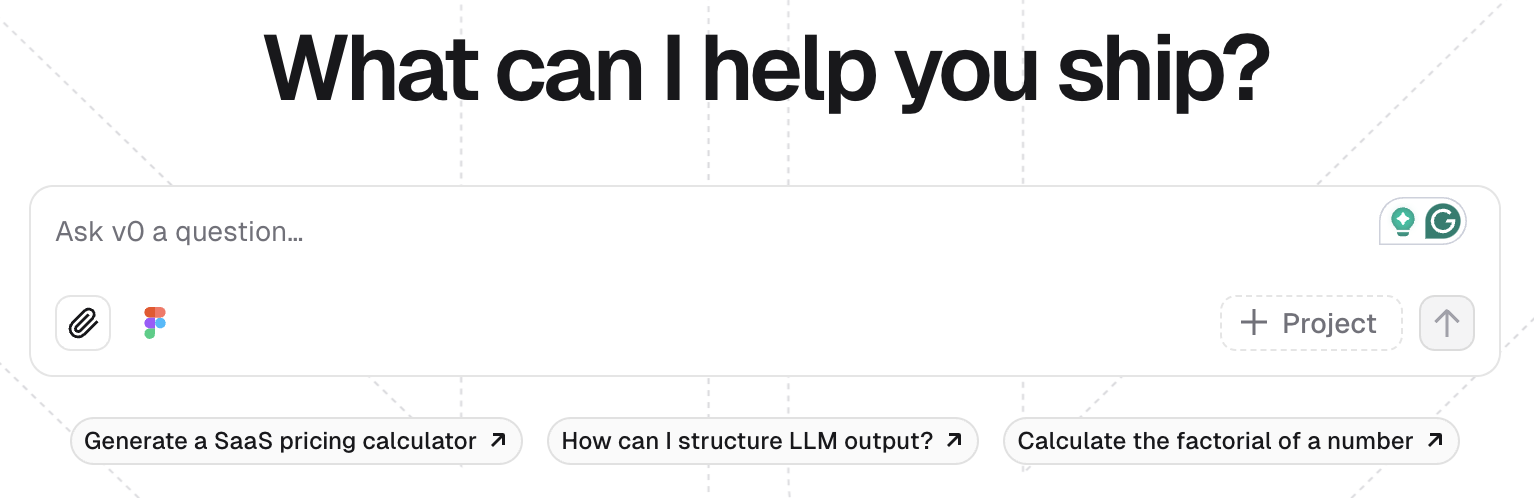 What can I help you ship?
Ask v0 a question...
Project
Generate a SaaS pricing calculator
How can I structure LLM output?
Calculate the factorial of a number